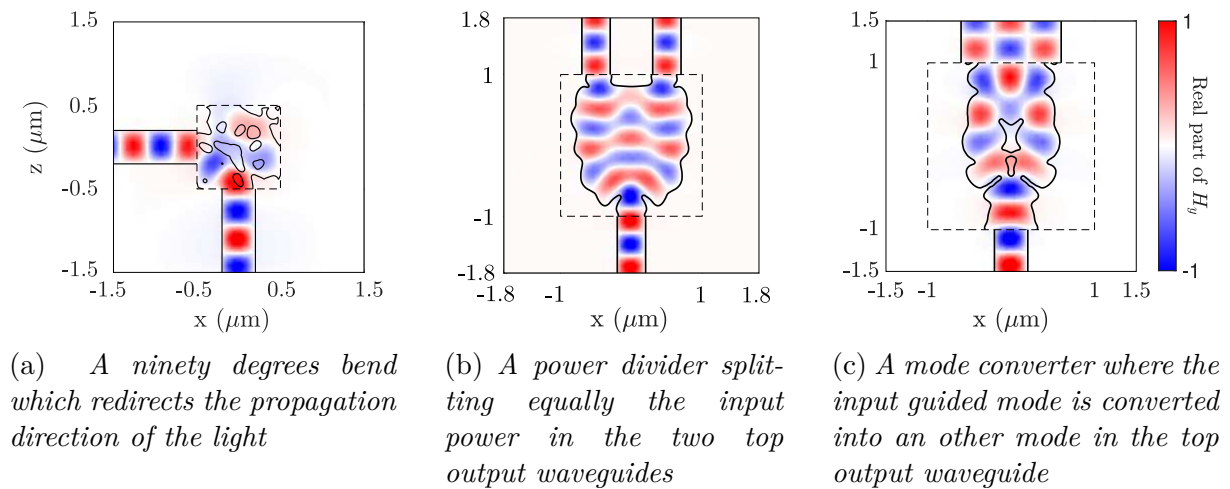 1.5
0.5
-0.5
-1.5
z (μm)
-1.5
-0.5
0.5
1.5
x (μm)
1.8
1
-1
-1.8
-1.8
-1
1
1.8
x (μm)
1.5
1
-1
-1.5
-1.5
-1
1
1.5
x (μm)
1
-1
Real part of H_y
(a) A ninety degrees bend
which redirects the propagation
direction of the light
(b) A power divider split-
ting equally the input
power in the two top
output waveguides
(c) A mode converter where the
input guided mode is converted
into an other mode in the top
output waveguide